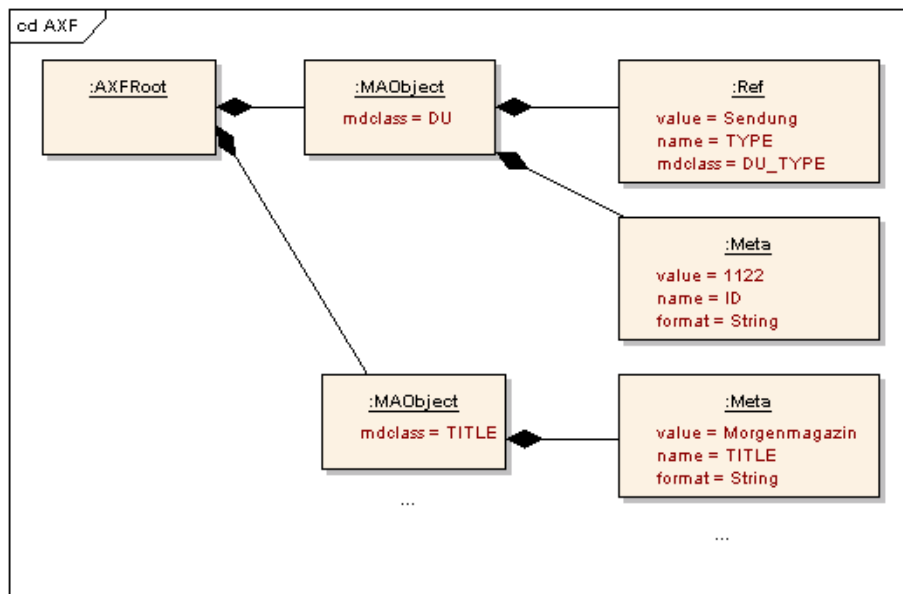 cd AXF
:AXFRoot
:MAObject
mdclass = DU
:Ref
value = Sendung
name = TYPE
mdclass = DU_TYPE
:Meta
value = 1122
name = ID
format = String
:MAObject
mdclass = TITLE
:Meta
value = Morgenmagazin
name = TITLE
format = String
...
...